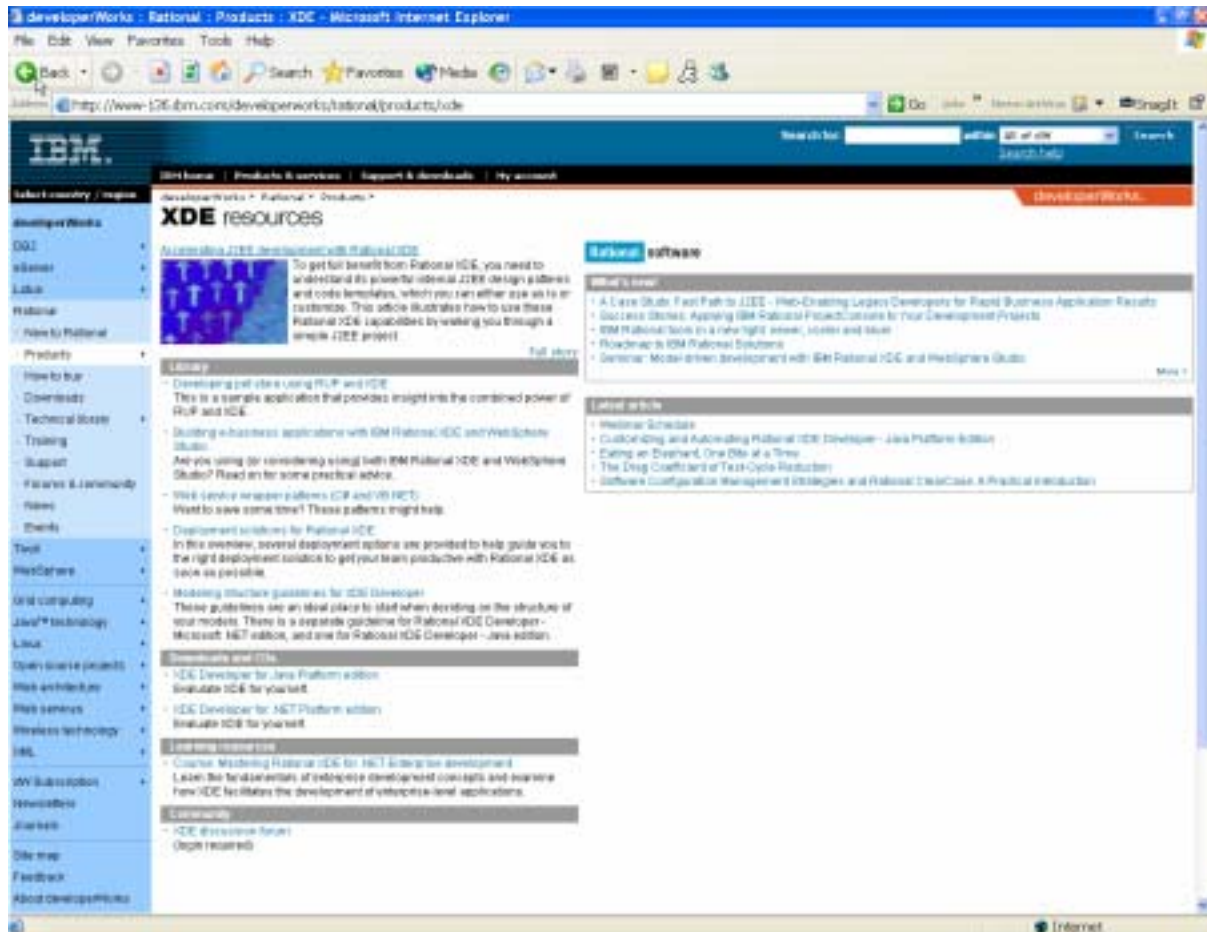 developerWorks : Rational : Products : XDE - Microsoft Internet Explorer
File Edit View Favorites Tools Help
Back Search Favorites Media
http://www-136.ibm.com/developerworks/rational/products/xde Go SnagIt
IBM.
Search for: within All of dW Search
Search help
IBM home | Products & services | Support & downloads | My account
Select country / region
developerWorks > Rational > Products >
developerWorks.
XDE resources
developerWorks
DB2
eServer
Lotus
Rational
New to Rational
Products
How to buy
Downloads
Technical library
Training
Support
Forums & community
News
Events
Tivoli
WebSphere
Grid computing
Java™ technology
Linux
Open source projects
Web architecture
Web services
Wireless technology
XML
dW Subscription
Newsletters
Journals
Site map
Feedback
About developerWorks
Accelerating J2EE development with Rational XDE
To get full benefit from Rational XDE, you need to
understand its powerful internal J2EE design patterns
and code templates, which you can either use as is or
customize. This article illustrates how to use these
Rational XDE capabilities by walking you through a
simple J2EE project.
Full story
Library
Developing pet store using RUP and XDE
This is a sample application that provides insight into the combined power of
RUP and XDE.
Building e-business applications with IBM Rational XDE and WebSphere
Studio
Are you using (or considering using) both IBM Rational XDE and WebSphere
Studio? Read on for some practical advice.
Web service wrapper patterns (C# and VB.NET)
Want to save some time? These patterns might help.
Deployment solutions for Rational XDE
In this overview, several deployment options are provided to help guide you to
the right deployment solution to get your team productive with Rational XDE as
soon as possible.
Modeling structure guidelines for XDE Developer
These guidelines are an ideal place to start when deciding on the structure of
your models. There is a separate guideline for Rational XDE Developer -
Microsoft .NET edition, and one for Rational XDE Developer - Java edition.
Downloads and CDs
XDE Developer for Java Platform edition
Evaluate XDE for yourself.
XDE Developer for .NET Platform edition
Evaluate XDE for yourself.
Learning resources
Course: Mastering Rational XDE for .NET Enterprise development
Learn the fundamentals of enterprise development concepts and examine
how XDE facilitates the development of enterprise-level applications.
Community
XDE discussion forum
(login required)
Rational software
What's new
A Case Study: Fast Path to J2EE - Web-Enabling Legacy Developers for Rapid Business Application Results
Success Stories: Applying IBM Rational ProjectConsole to Your Development Projects
IBM Rational Suite in a new light: newer, cooler and bluer
Roadmap to IBM Rational Solutions
Seminar: Model-driven development with IBM Rational XDE and WebSphere Studio
More >
Latest article
Webinar Schedule
Customizing and Automating Rational XDE Developer - Java Platform Edition
Eating an Elephant, One Bite at a Time
The Drag Coefficient of Test-Cycle Reduction
Software Configuration Management Strategies and Rational ClearCase: A Practical Introduction
Internet